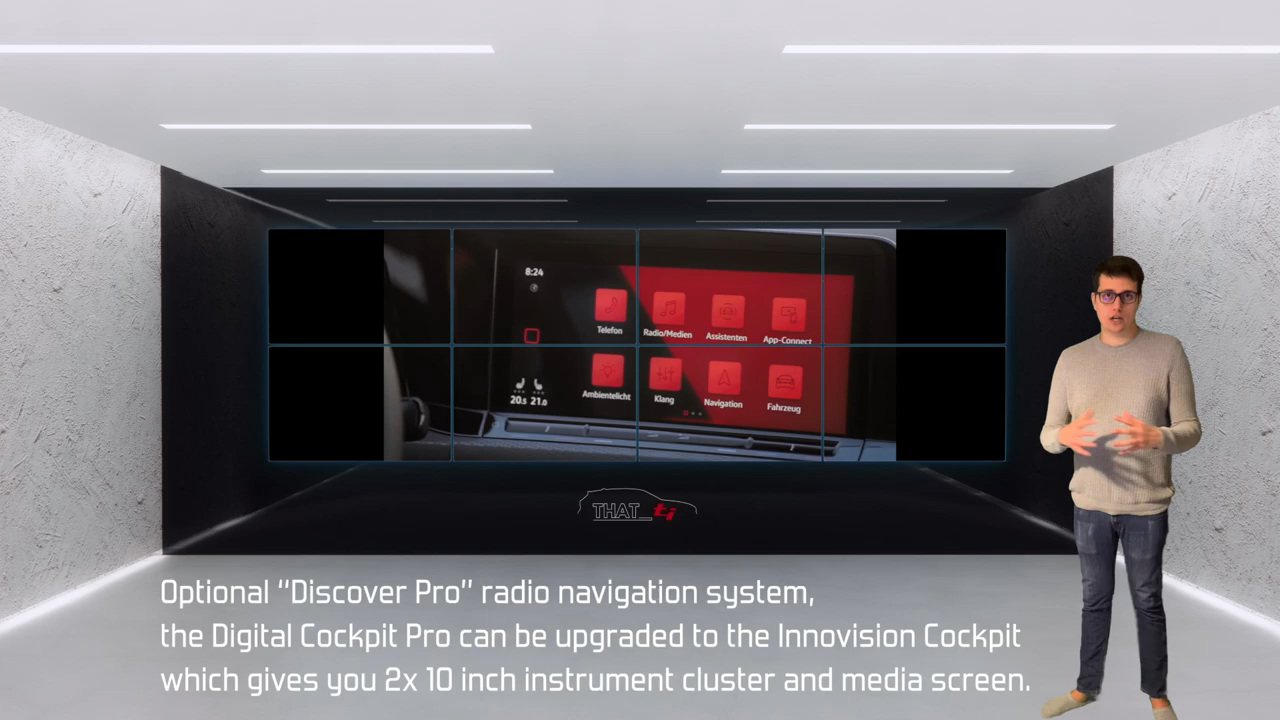 8:24
Telefon
Radio/Medien
Assistenten
App-Connect
Ambientelicht
Klang
Navigation
Fahrzeug
20.5 21.0
THAT_ti
Optional “Discover Pro” radio navigation system,
the Digital Cockpit Pro can be upgraded to the Innovision Cockpit
which gives you 2x 10 inch instrument cluster and media screen.